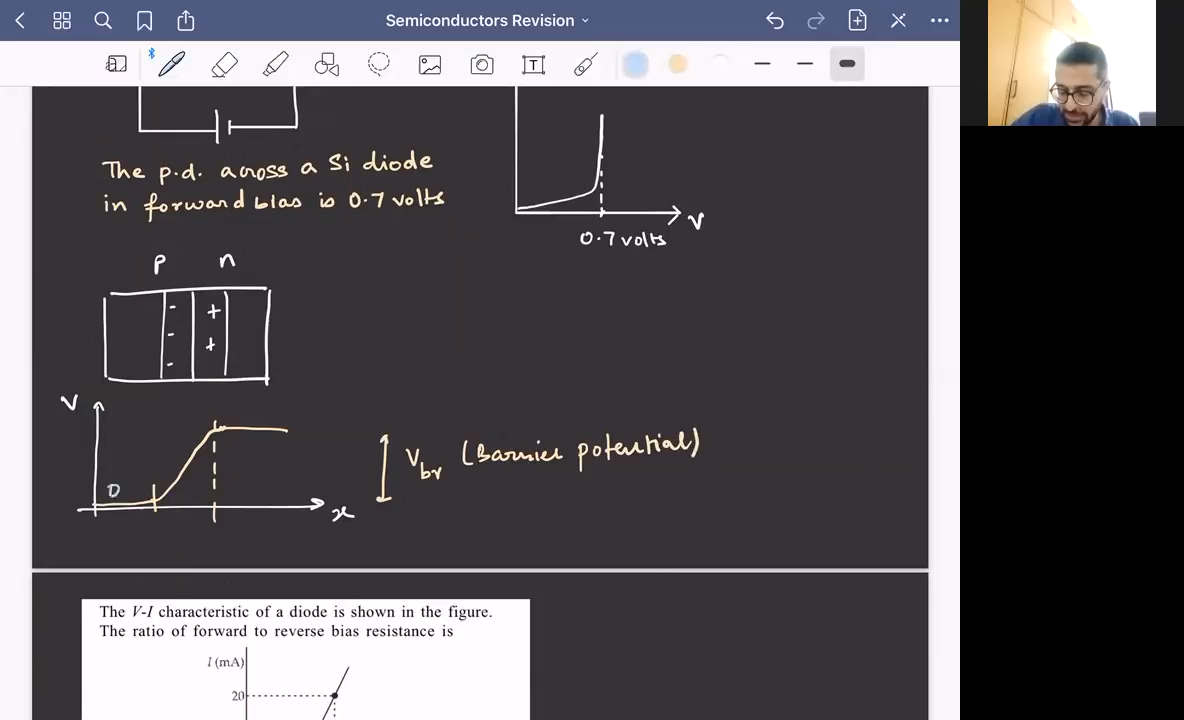 Semiconductors Revision
T
The p.d. across a Si diode
in forward bias is 0.7 volts
V
0.7 volts
p n
- +
- +
-
V
0
x
Vbr (Barrier potential)
The V-I characteristic of a diode is shown in the figure.
The ratio of forward to reverse bias resistance is
I (mA)
20